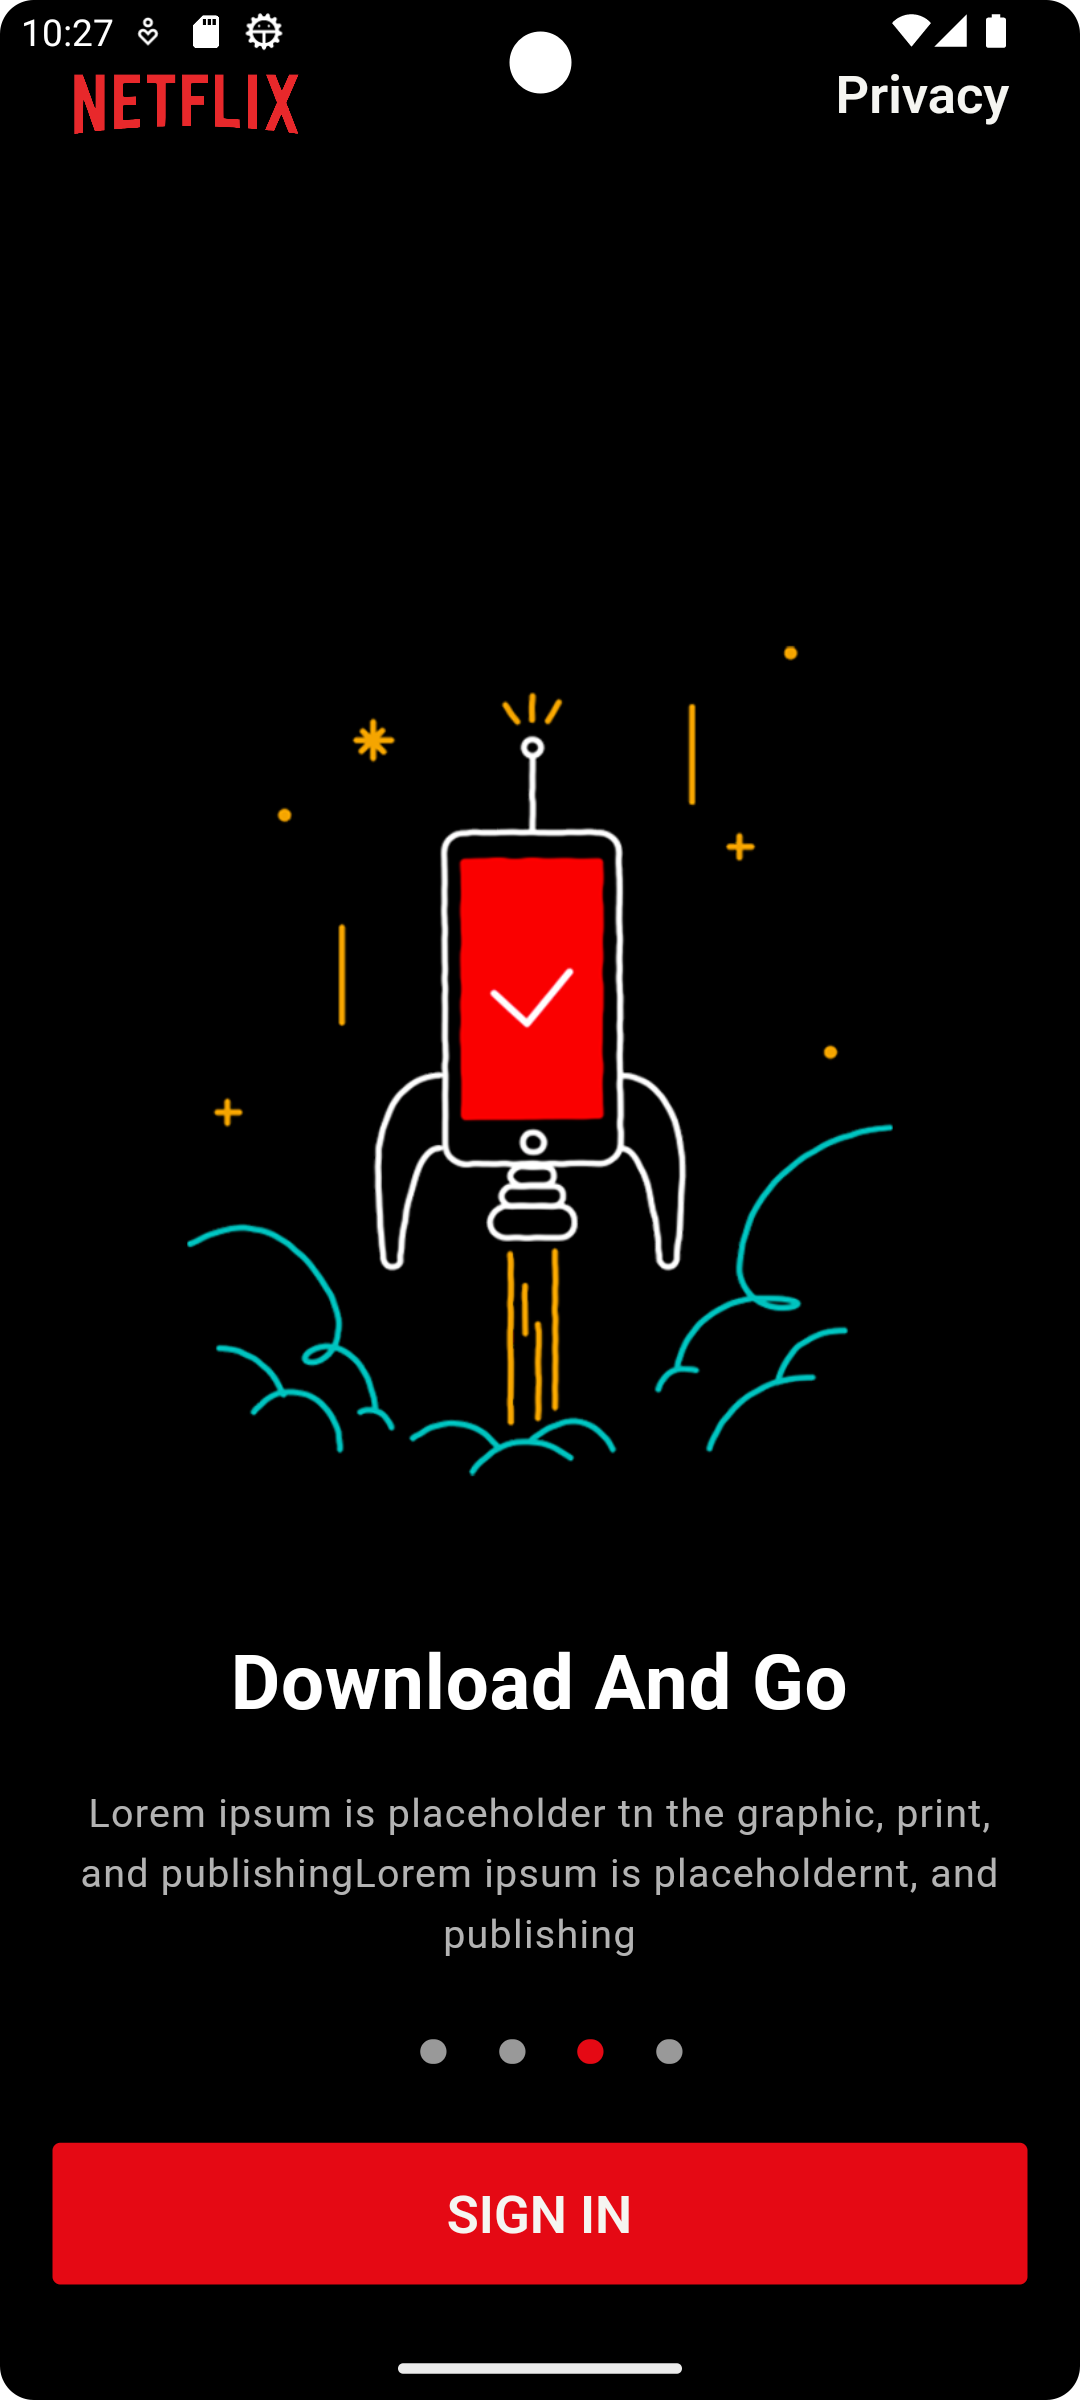 10:27
NETFLIX
Privacy
Download And Go
Lorem ipsum is placeholder tn the graphic, print,
and publishingLorem ipsum is placeholdernt, and
publishing
SIGN IN